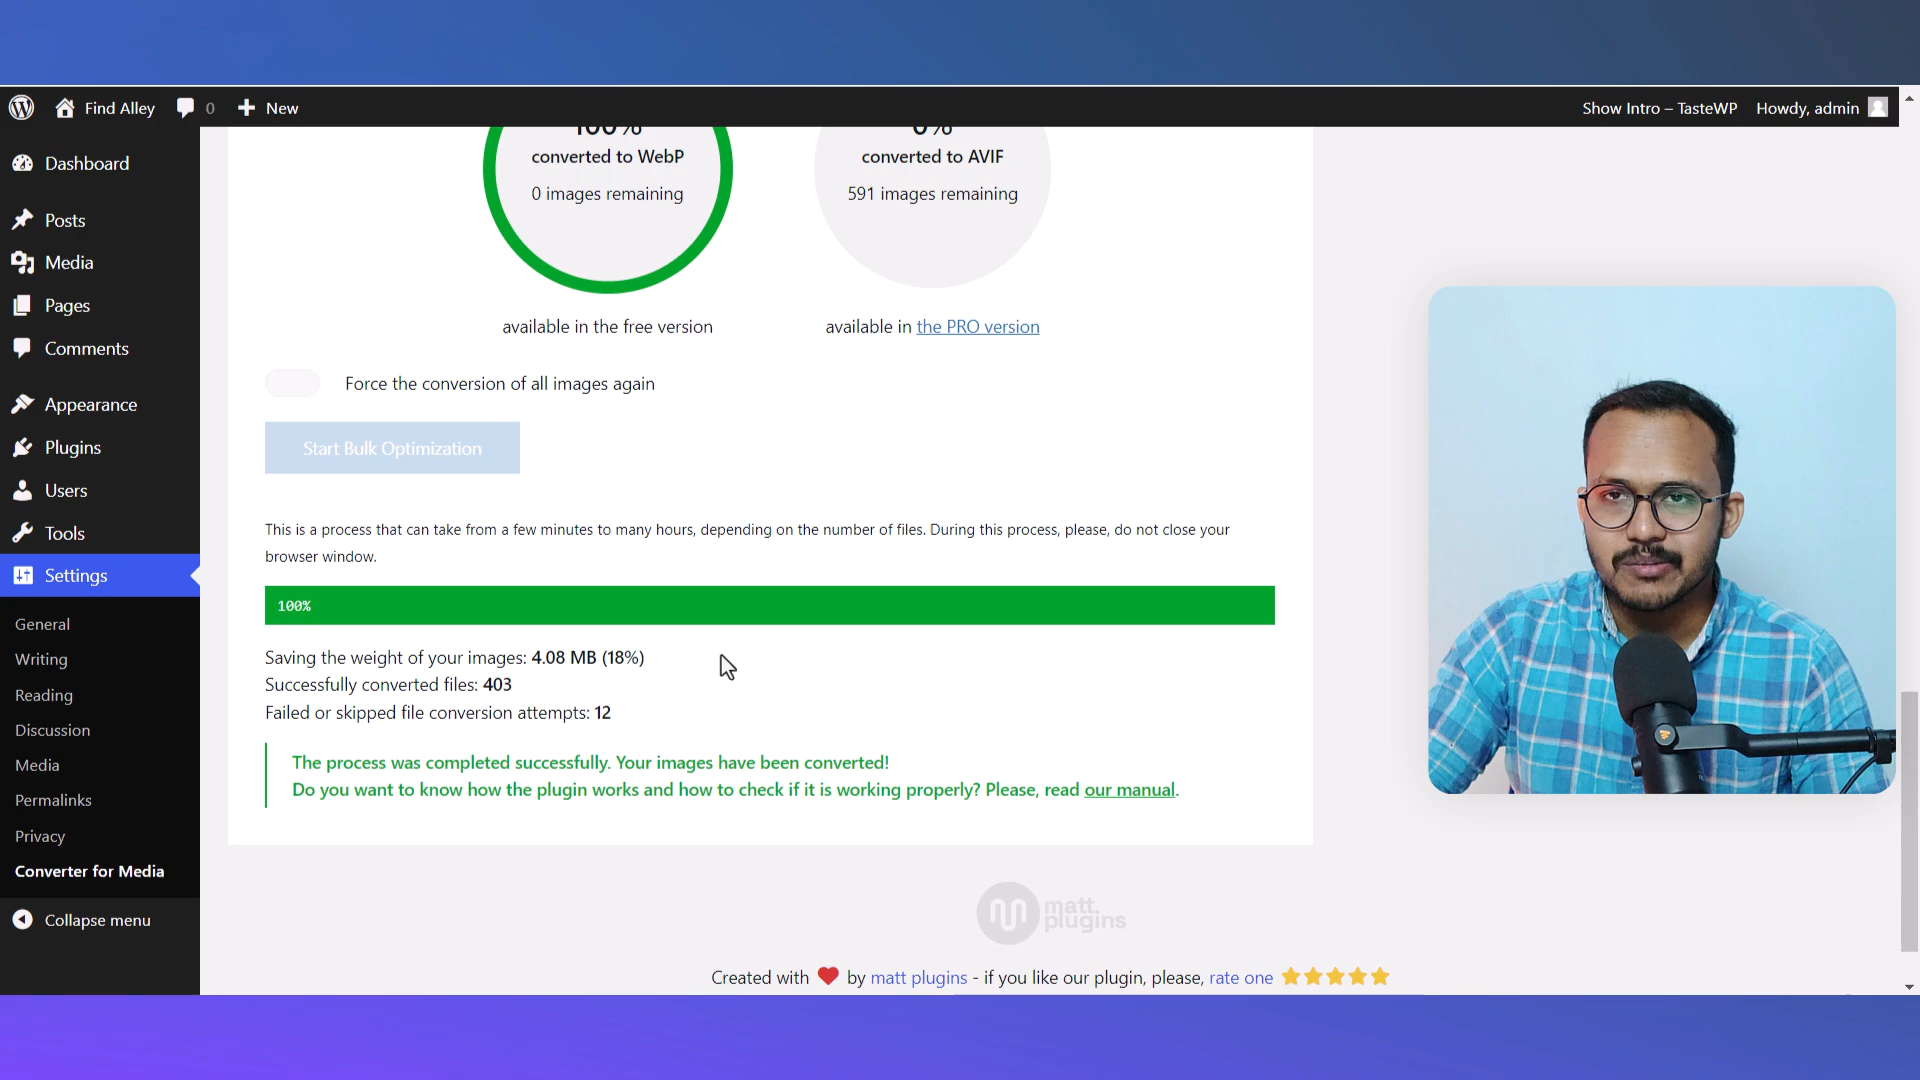 Find Alley
0
New
Show Intro – TasteWP
Howdy, admin
Dashboard
Posts
Media
Pages
Comments
Appearance
Plugins
Users
Tools
Settings
General
Writing
Reading
Discussion
Media
Permalinks
Privacy
Converter for Media
Collapse menu
100%
converted to WebP
0 images remaining
available in the free version
0%
converted to AVIF
591 images remaining
available in the PRO version
Force the conversion of all images again
Start Bulk Optimization
This is a process that can take from a few minutes to many hours, depending on the number of files. During this process, please, do not close your
browser window.
100%
Saving the weight of your images: 4.08 MB (18%)
Successfully converted files: 403
Failed or skipped file conversion attempts: 12
The process was completed successfully. Your images have been converted!
Do you want to know how the plugin works and how to check if it is working properly? Please, read our manual.
matt.
plugins
Created with ❤ by matt plugins - if you like our plugin, please, rate one ★★★★★